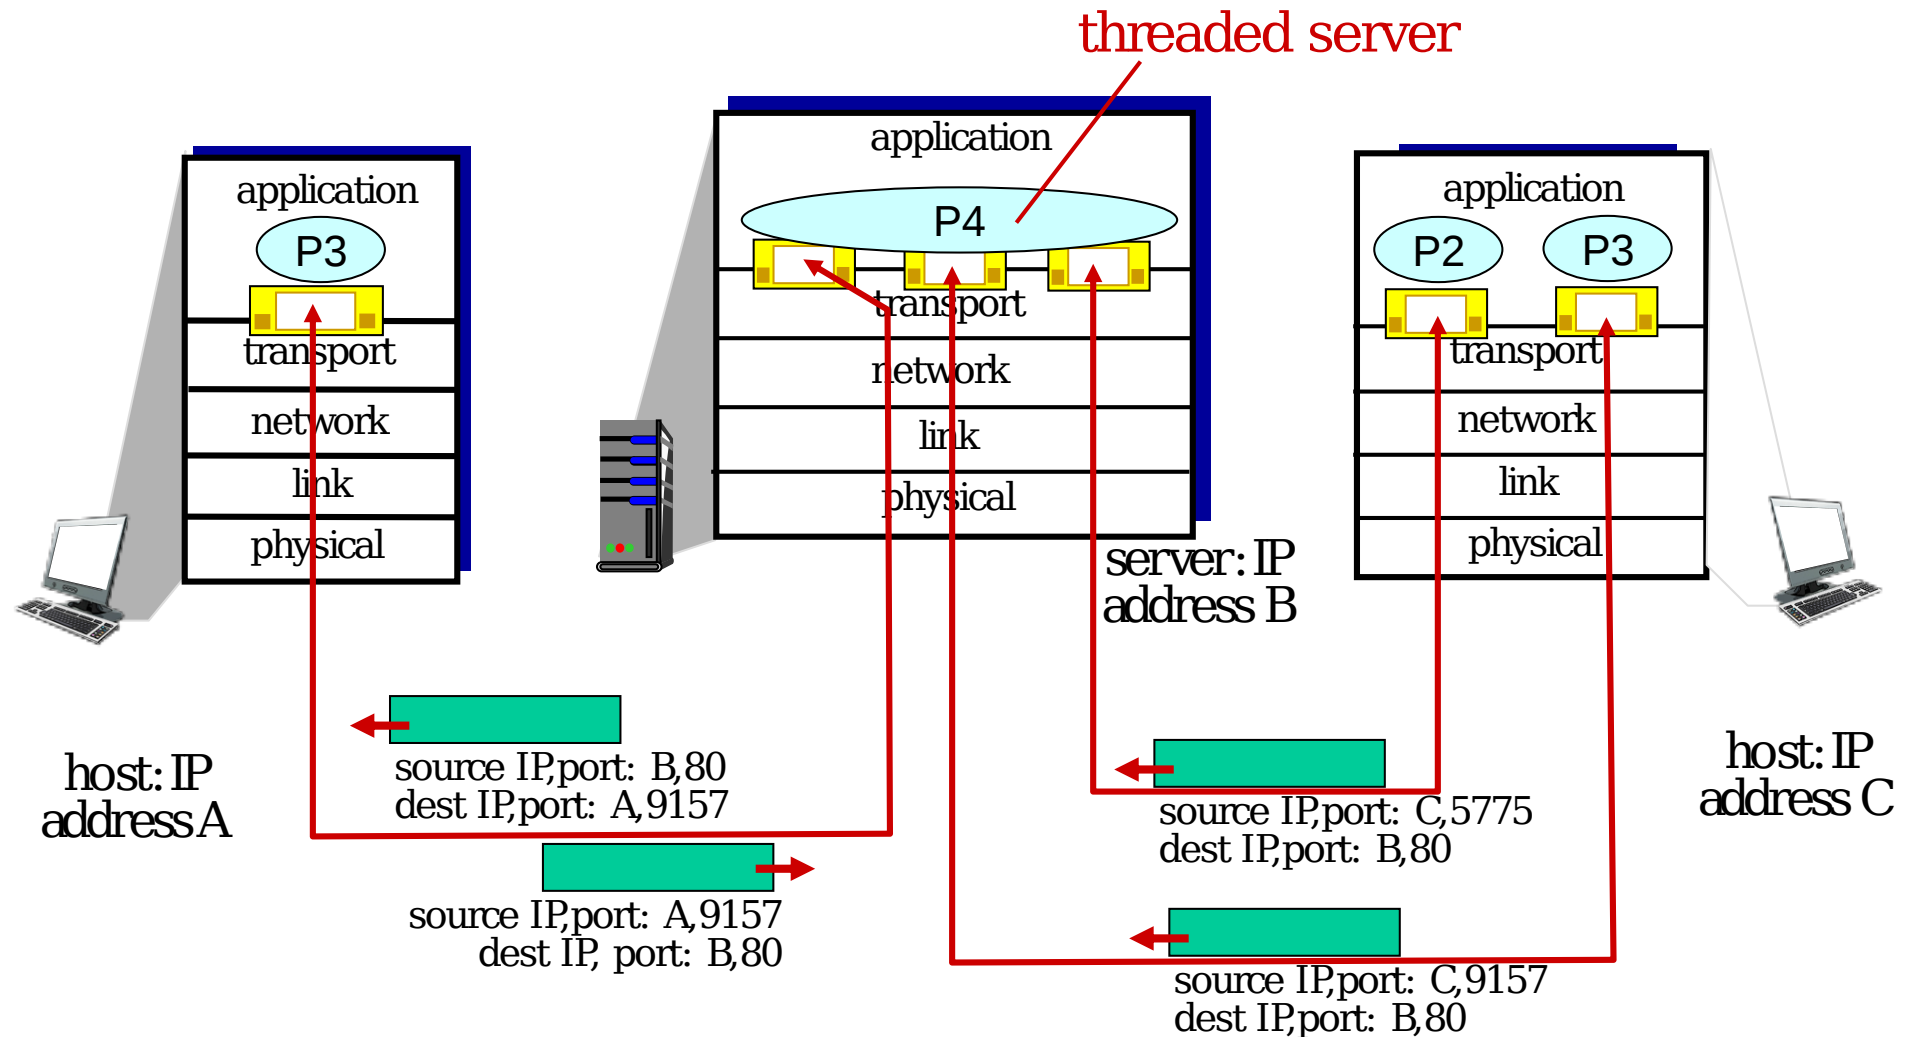 threaded server
application
P3
transport
network
link
physical
application
P4
transport
network
link
physical
application
P2
P3
transport
network
link
physical
server: IP
address B
host: IP
address A
source IP,port: B,80
dest IP,port: A,9157
source IP,port: A,9157
dest IP, port: B,80
source IP,port: C,5775
dest IP,port: B,80
source IP,port: C,9157
dest IP,port: B,80
host: IP
address C